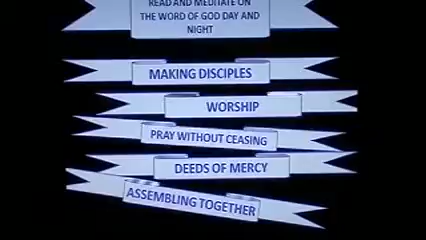 READ AND MEDITATE ON
THE WORD OF GOD DAY AND
NIGHT
MAKING DISCIPLES
WORSHIP
PRAY WITHOUT CEASING
DEEDS OF MERCY
ASSEMBLING TOGETHER